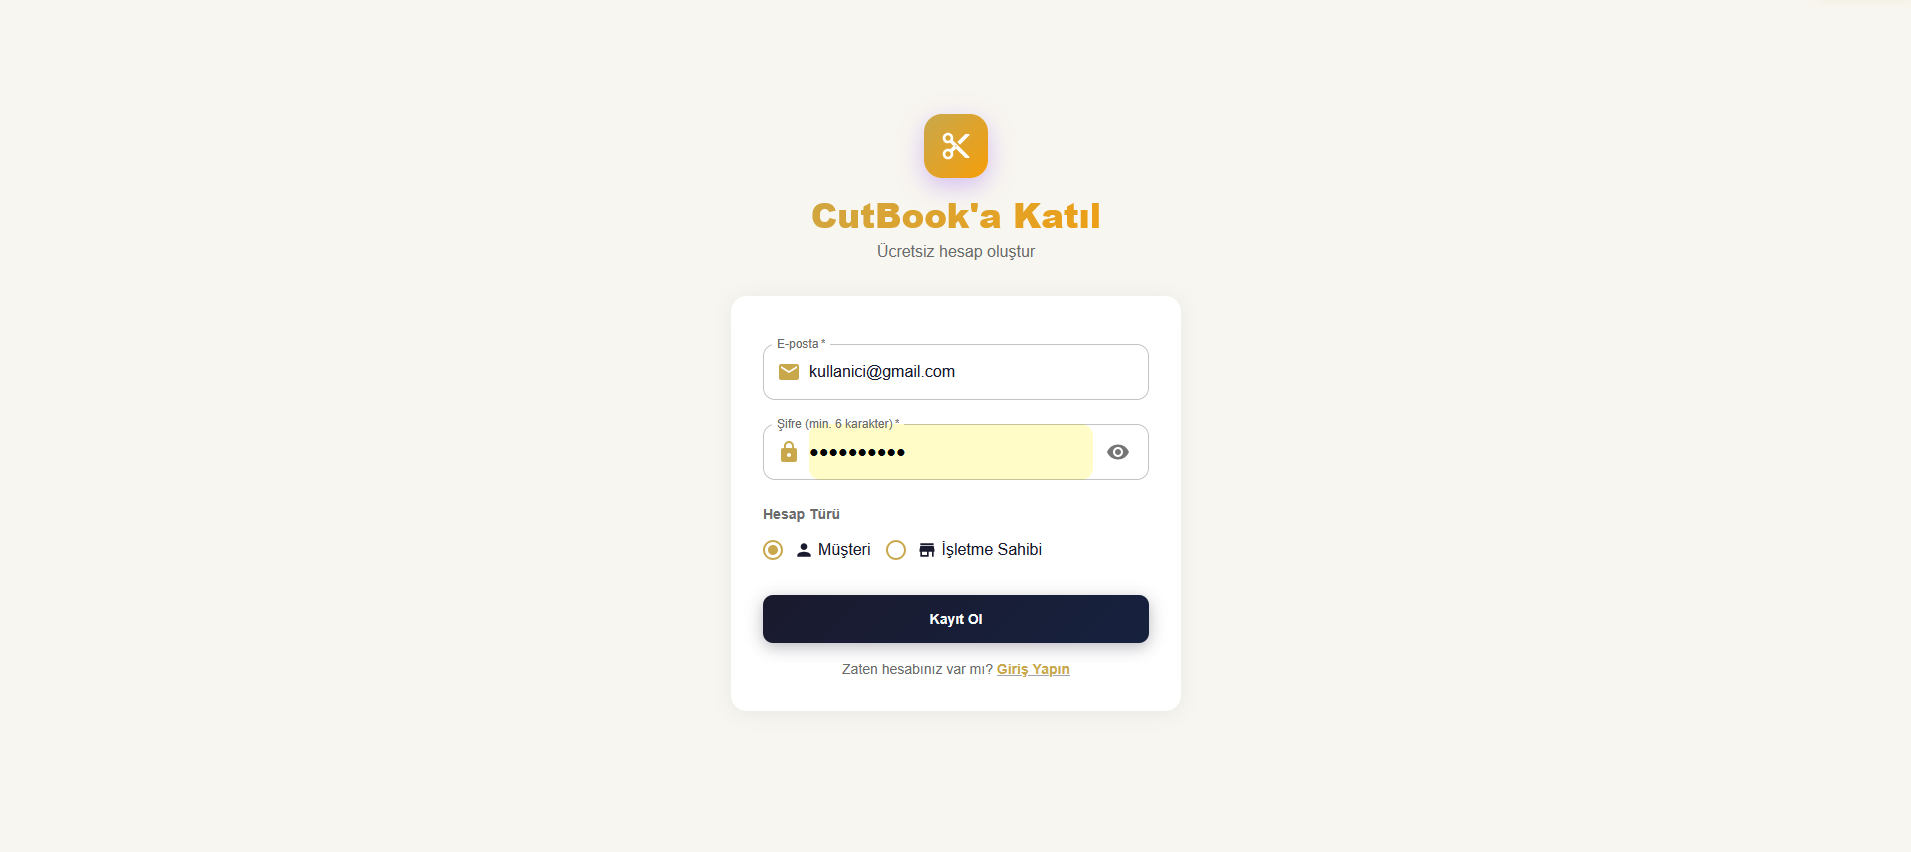 CutBook'a Katıl
Ücretsiz hesap oluştur
E-posta *
kullanici@gmail.com
Şifre (min. 6 karakter) *
••••••••••
Hesap Türü
Müşteri İşletme Sahibi
Kayıt Ol
Zaten hesabınız var mı? Giriş Yapın